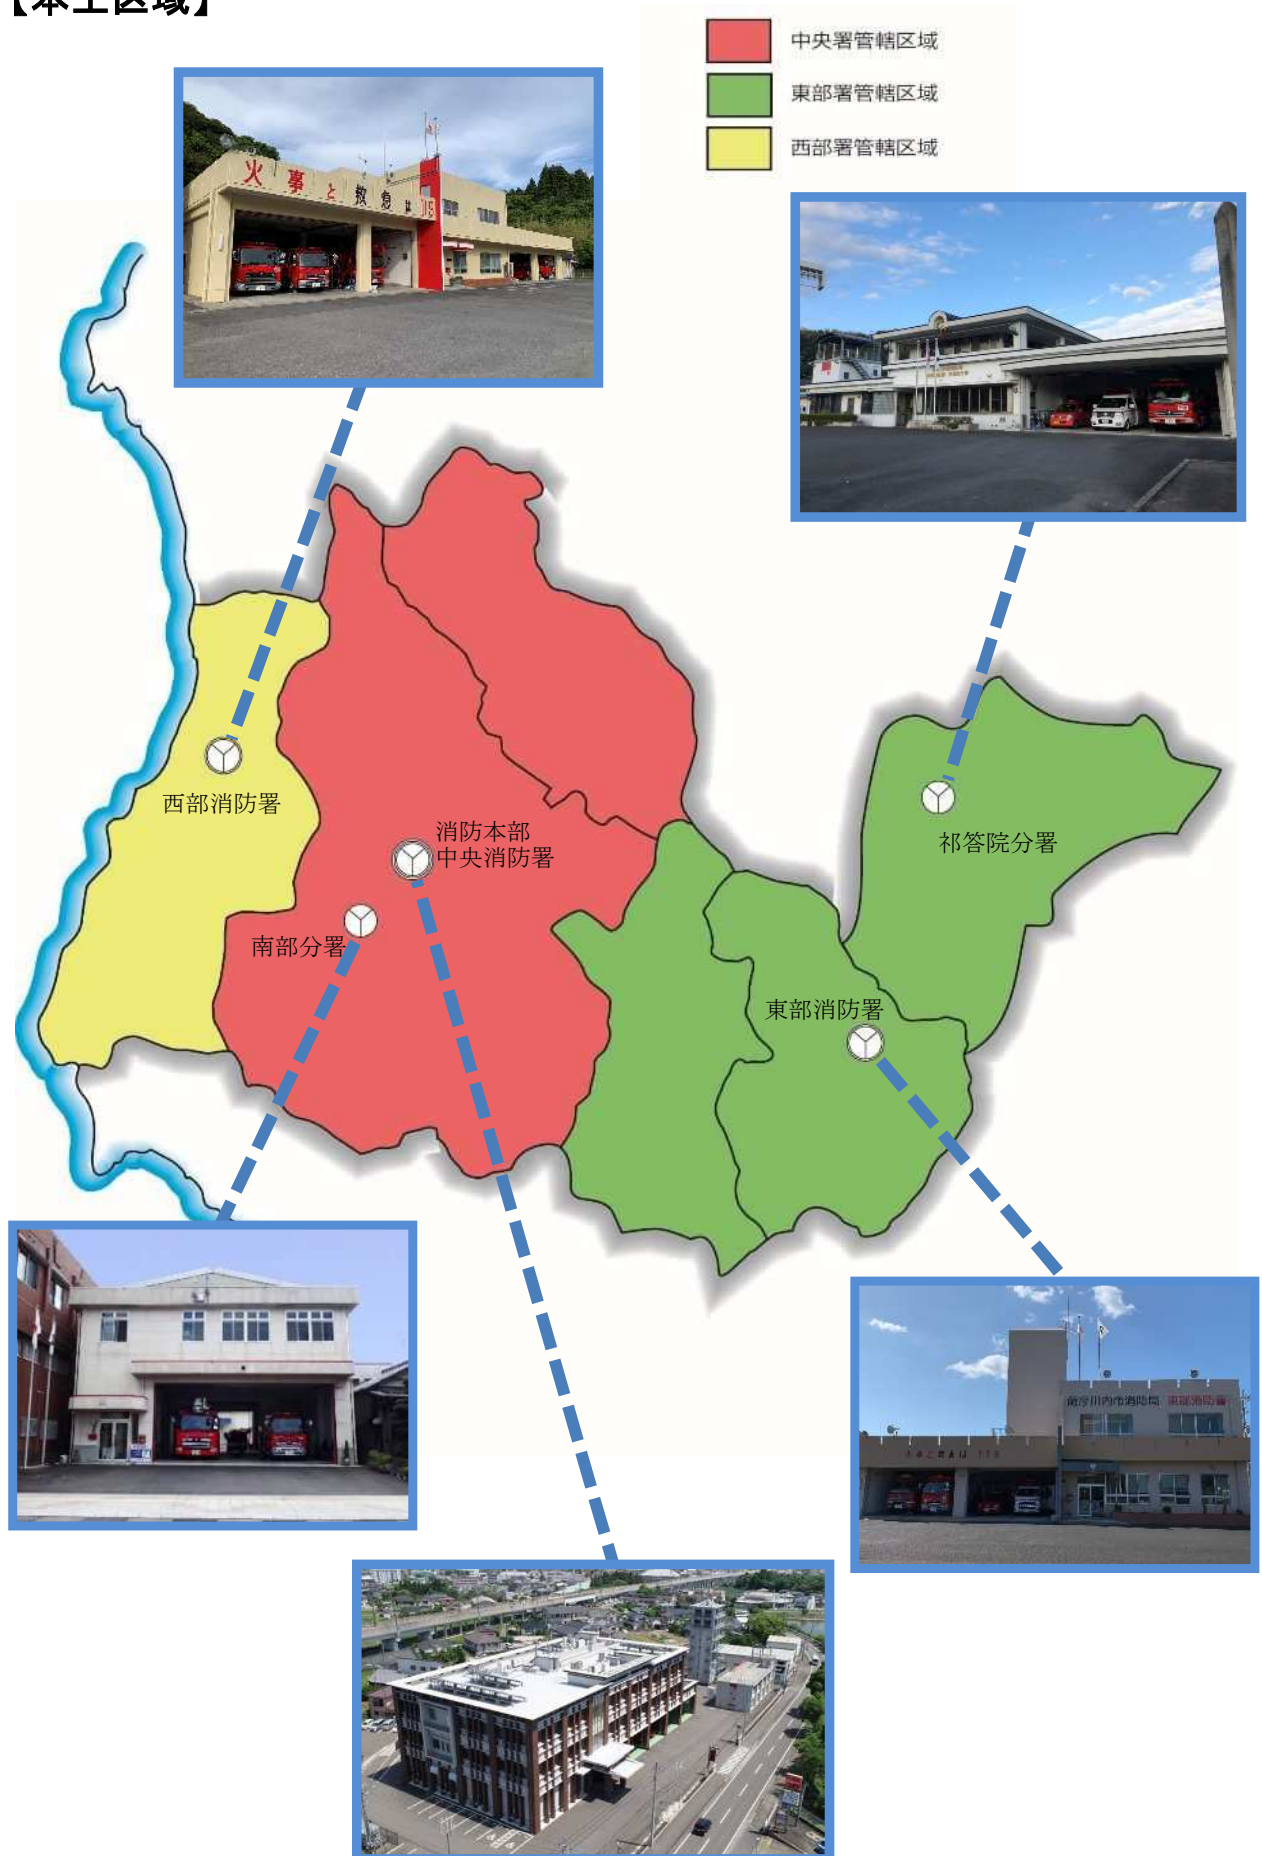 【本土区域】
中央署管轄区域
東部署管轄区域
西部署管轄区域
火事と救急は119
西部消防署
消防本部
中央消防署
祁答院分署
南部分署
東部消防署
薩摩川内市消防局 東部消防署